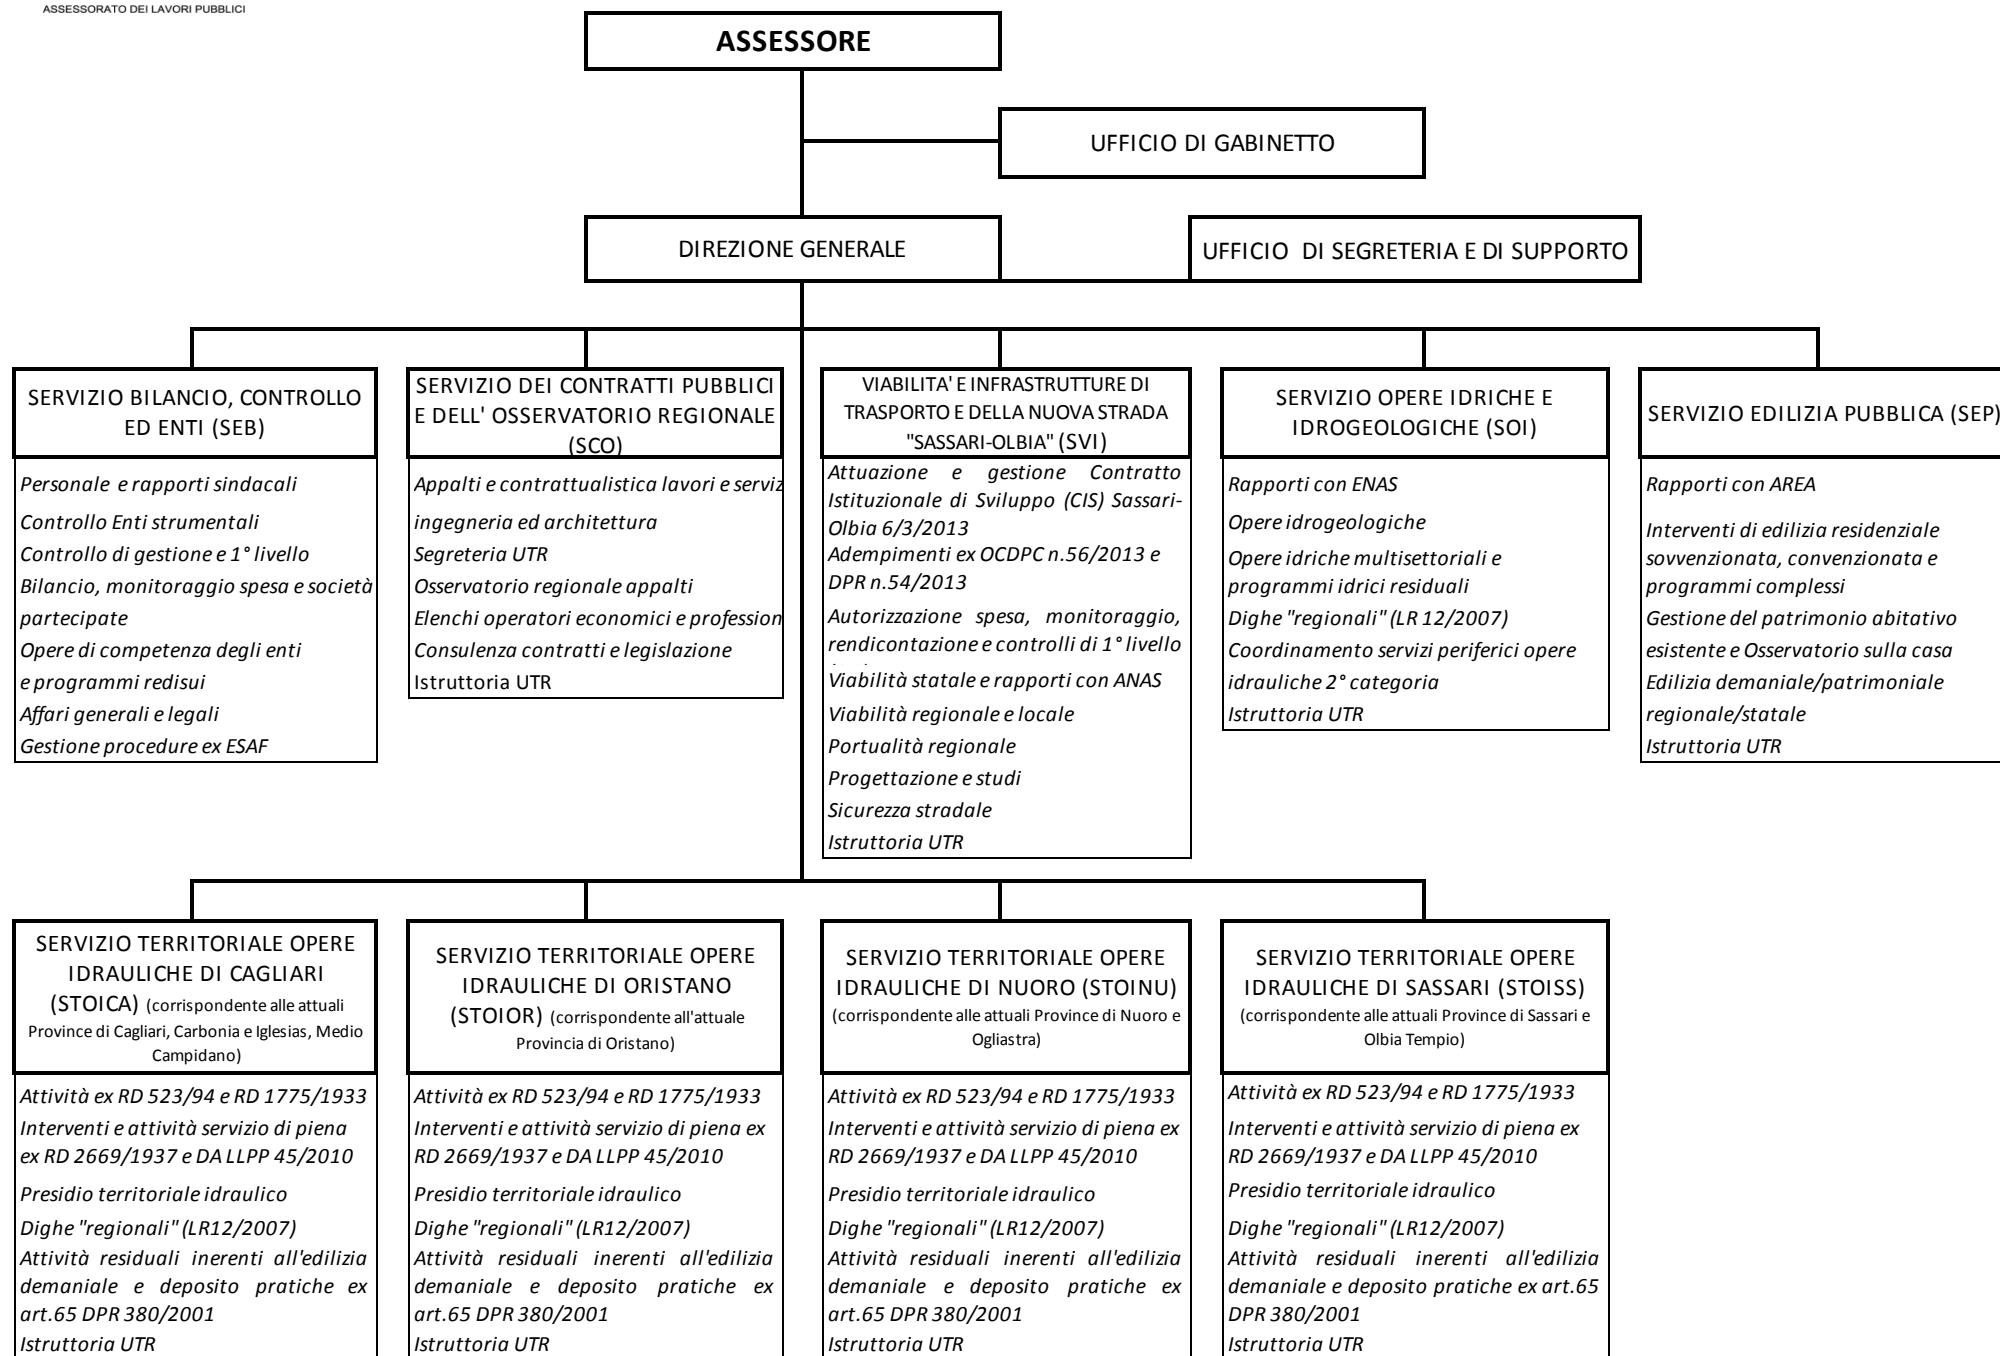 ASSESSORATO DEI LAVORI PUBBLICI
ASSESSORE
UFFICIO DI GABINETTO
DIREZIONE GENERALE
UFFICIO DI SEGRETERIA E DI SUPPORTO
SERVIZIO BILANCIO, CONTROLLO
ED ENTI (SEB)
Personale e rapporti sindacali
Controllo Enti strumentali
Controllo di gestione e 1° livello
Bilancio, monitoraggio spesa e società
partecipate
Opere di competenza degli enti
e programmi redisui
Affari generali e legali
Gestione procedure ex ESAF
SERVIZIO DEI CONTRATTI PUBBLICI
E DELL' OSSERVATORIO REGIONALE
(SCO)
Appalti e contrattualistica lavori e serviz
ingegneria ed architettura
Segreteria UTR
Osservatorio regionale appalti
Elenchi operatori economici e profession
Consulenza contratti e legislazione
Istruttoria UTR
VIABILITA' E INFRASTRUTTURE DI
TRASPORTO E DELLA NUOVA STRADA
"SASSARI-OLBIA" (SVI)
Attuazione e gestione Contratto
Istituzionale di Sviluppo (CIS) Sassari-
Olbia 6/3/2013
Adempimenti ex OCDPC n.56/2013 e
DPR n.54/2013
Autorizzazione spesa, monitoraggio,
rendicontazione e controlli di 1° livello
Viabilità statale e rapporti con ANAS
Viabilità regionale e locale
Portualità regionale
Progettazione e studi
Sicurezza stradale
Istruttoria UTR
SERVIZIO OPERE IDRICHE E
IDROGEOLOGICHE (SOI)
Rapporti con ENAS
Opere idrogeologiche
Opere idriche multisettoriali e
programmi idrici residuali
Dighe "regionali" (LR 12/2007)
Coordinamento servizi periferici opere
idrauliche 2° categoria
Istruttoria UTR
SERVIZIO EDILIZIA PUBBLICA (SEP)
Rapporti con AREA
Interventi di edilizia residenziale
sovvenzionata, convenzionata e
programmi complessi
Gestione del patrimonio abitativo
esistente e Osservatorio sulla casa
Edilizia demaniale/patrimoniale
regionale/statale
Istruttoria UTR
SERVIZIO TERRITORIALE OPERE
IDRAULICHE DI CAGLIARI
(STOICA) (corrispondente alle attuali
Province di Cagliari, Carbonia e Iglesias, Medio
Campidano)
Attività ex RD 523/94 e RD 1775/1933
Interventi e attività servizio di piena
ex RD 2669/1937 e DA LLPP 45/2010
Presidio territoriale idraulico
Dighe "regionali" (LR12/2007)
Attività residuali inerenti all'edilizia
demaniale e deposito pratiche ex
art.65 DPR 380/2001
Istruttoria UTR
SERVIZIO TERRITORIALE OPERE
IDRAULICHE DI ORISTANO
(STOIOR) (corrispondente all'attuale
Provincia di Oristano)
Attività ex RD 523/94 e RD 1775/1933
Interventi e attività servizio di piena ex
RD 2669/1937 e DA LLPP 45/2010
Presidio territoriale idraulico
Dighe "regionali" (LR12/2007)
Attività residuali inerenti all'edilizia
demaniale e deposito pratiche ex
art.65 DPR 380/2001
Istruttoria UTR
SERVIZIO TERRITORIALE OPERE
IDRAULICHE DI NUORO (STOINU)
(corrispondente alle attuali Province di Nuoro e
Ogliastra)
Attività ex RD 523/94 e RD 1775/1933
Interventi e attività servizio di piena ex
RD 2669/1937 e DA LLPP 45/2010
Presidio territoriale idraulico
Dighe "regionali" (LR12/2007)
Attività residuali inerenti all'edilizia
demaniale e deposito pratiche ex
art.65 DPR 380/2001
Istruttoria UTR
SERVIZIO TERRITORIALE OPERE
IDRAULICHE DI SASSARI (STOISS)
(corrispondente alle attuali Province di Sassari e
Olbia Tempio)
Attività ex RD 523/94 e RD 1775/1933
Interventi e attività servizio di piena ex
RD 2669/1937 e DA LLPP 45/2010
Presidio territoriale idraulico
Dighe "regionali" (LR12/2007)
Attività residuali inerenti all'edilizia
demaniale e deposito pratiche ex art.65
DPR 380/2001
Istruttoria UTR